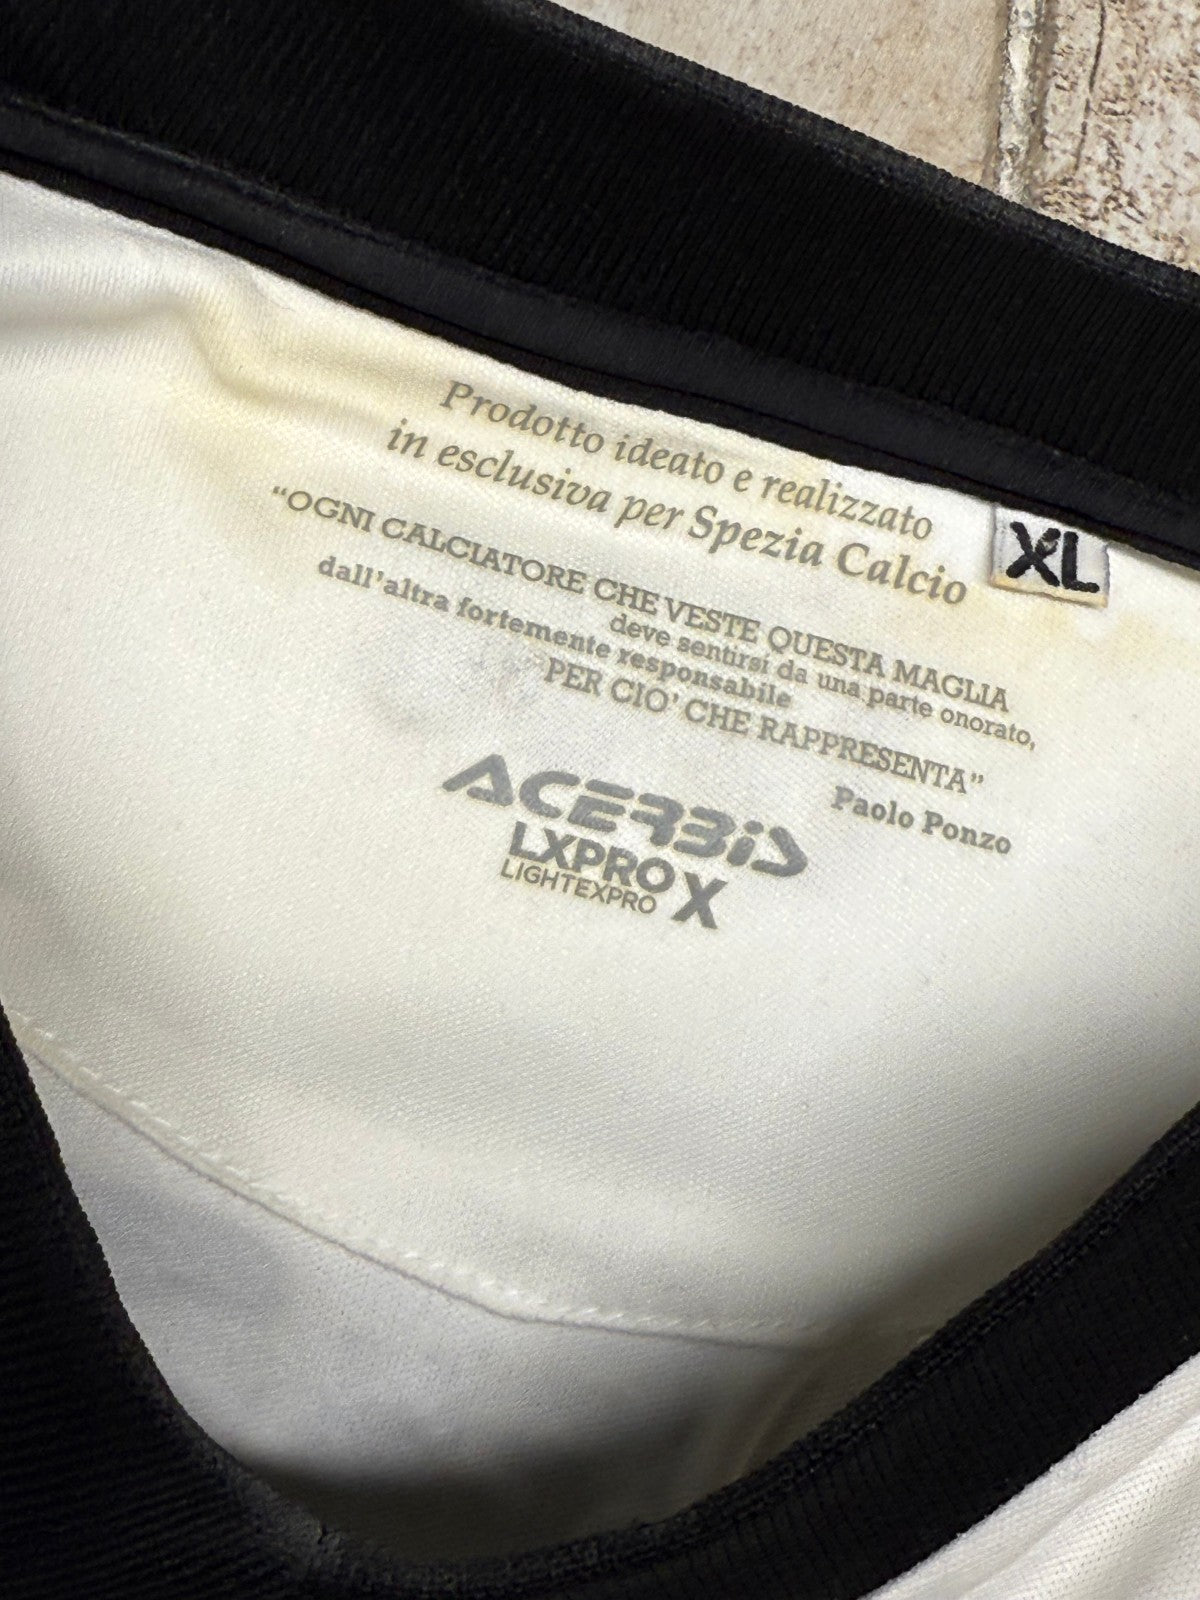 Prodotto ideato e realizzato
in esclusiva per Spezia Calcio
XL
"OGNI CALCIATORE CHE VESTE QUESTA MAGLIA
deve sentirsi da una parte onorato,
dall'altra fortemente responsabile
PER CIO' CHE RAPPRESENTA"
Paolo Ponzo
ACERBIS
LXPRO X
LIGHTEXPRO